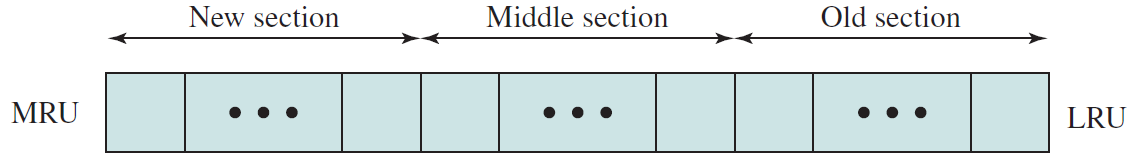 New section Middle section Old section
MRU ••• ••• ••• LRU